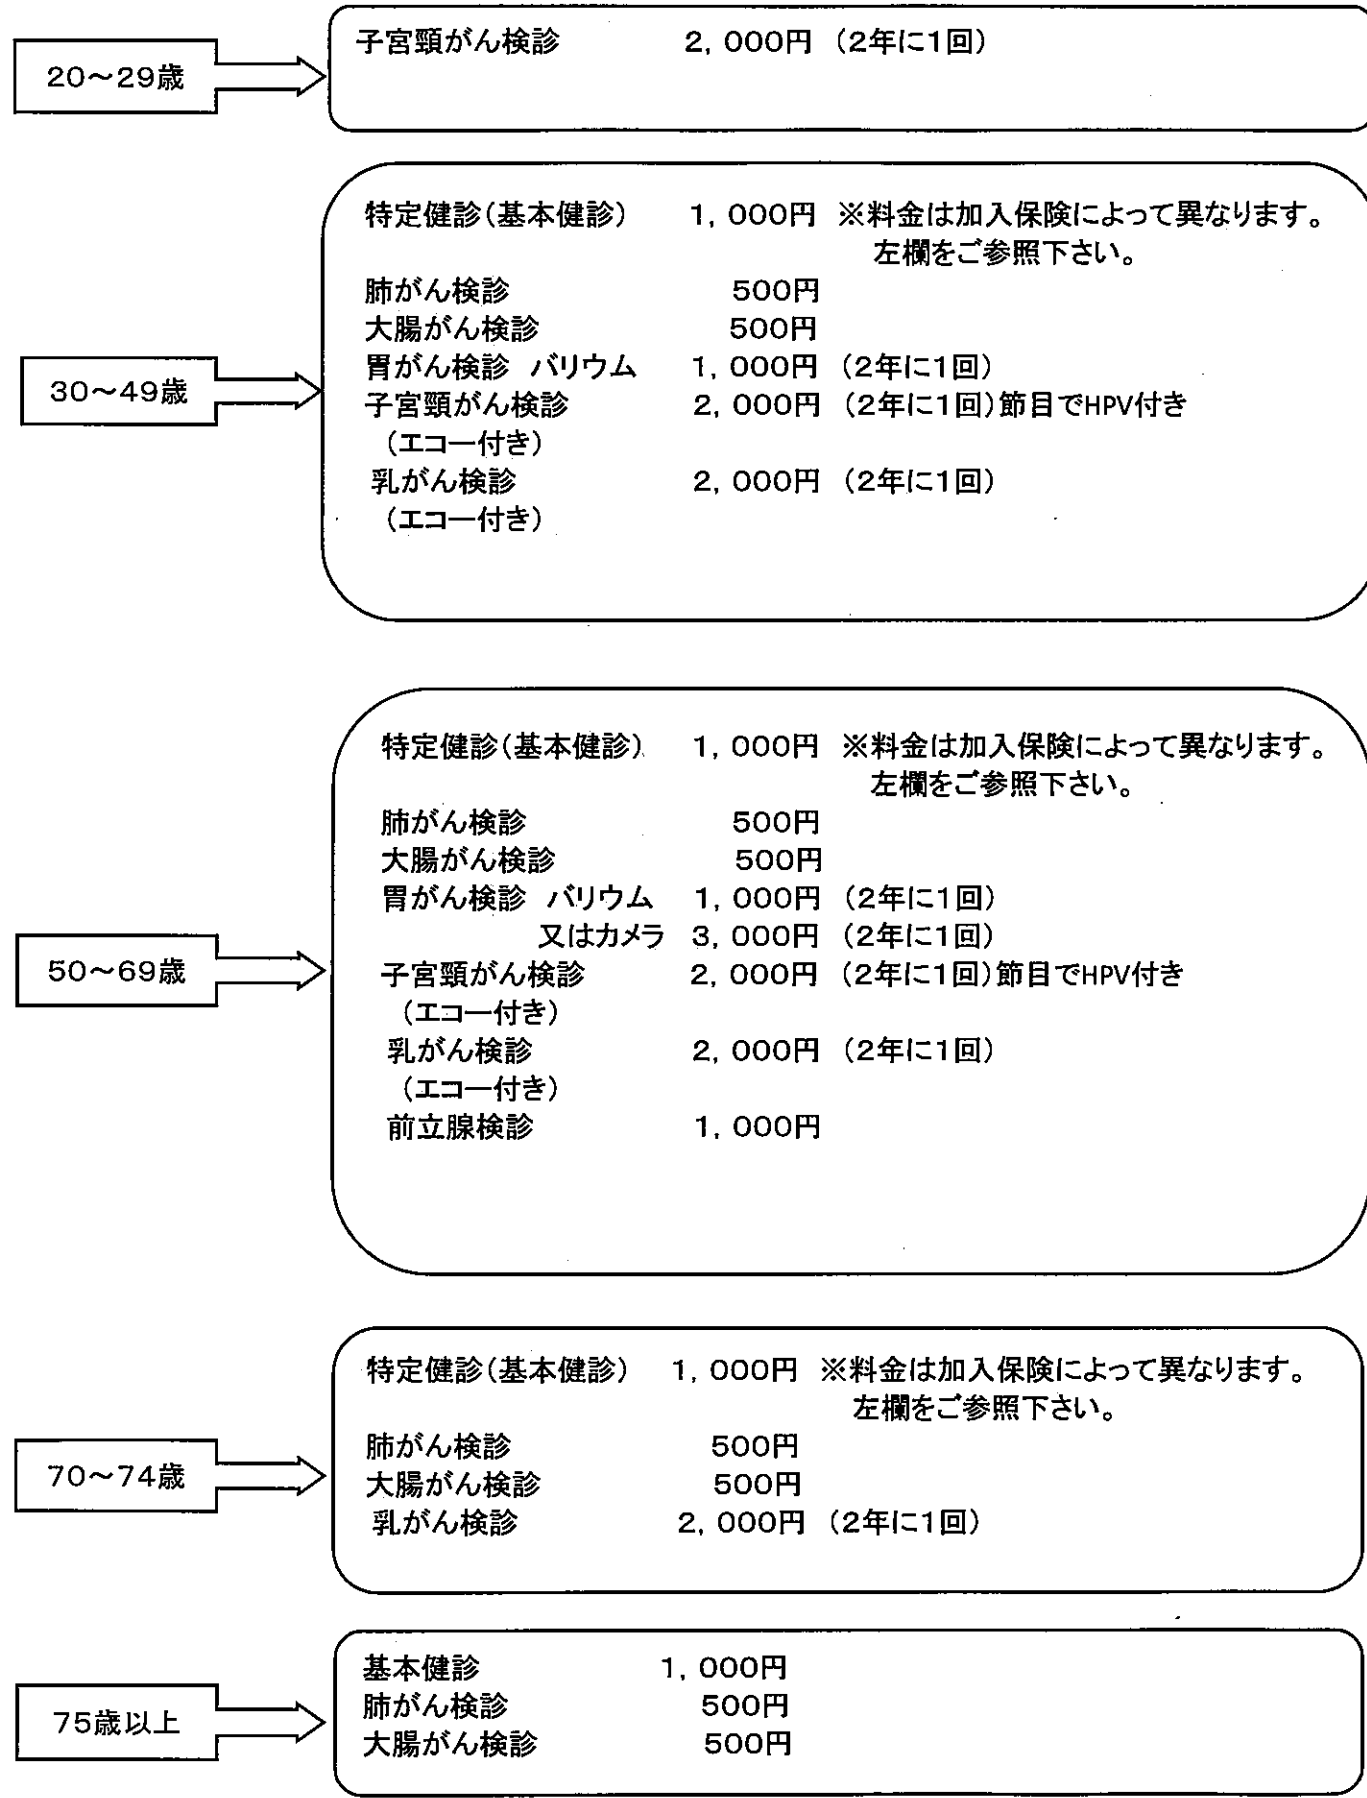 20～29歳
子宮頸がん検診 2,000円 (2年に1回)
30～49歳
特定健診(基本健診) 1,000円 ※料金は加入保険によって異なります。
左欄をご参照下さい。
肺がん検診 500円
大腸がん検診 500円
胃がん検診 バリウム 1,000円 (2年に1回)
子宮頸がん検診 2,000円 (2年に1回)節目でHPV付き
(エコー付き)
乳がん検診 2,000円 (2年に1回)
(エコー付き)
50～69歳
特定健診(基本健診) 1,000円 ※料金は加入保険によって異なります。
左欄をご参照下さい。
肺がん検診 500円
大腸がん検診 500円
胃がん検診 バリウム 1,000円 (2年に1回)
又はカメラ 3,000円 (2年に1回)
子宮頸がん検診 2,000円 (2年に1回)節目でHPV付き
(エコー付き)
乳がん検診 2,000円 (2年に1回)
(エコー付き)
前立腺検診 1,000円
70～74歳
特定健診(基本健診) 1,000円 ※料金は加入保険によって異なります。
左欄をご参照下さい。
肺がん検診 500円
大腸がん検診 500円
乳がん検診 2,000円 (2年に1回)
75歳以上
基本健診 1,000円
肺がん検診 500円
大腸がん検診 500円